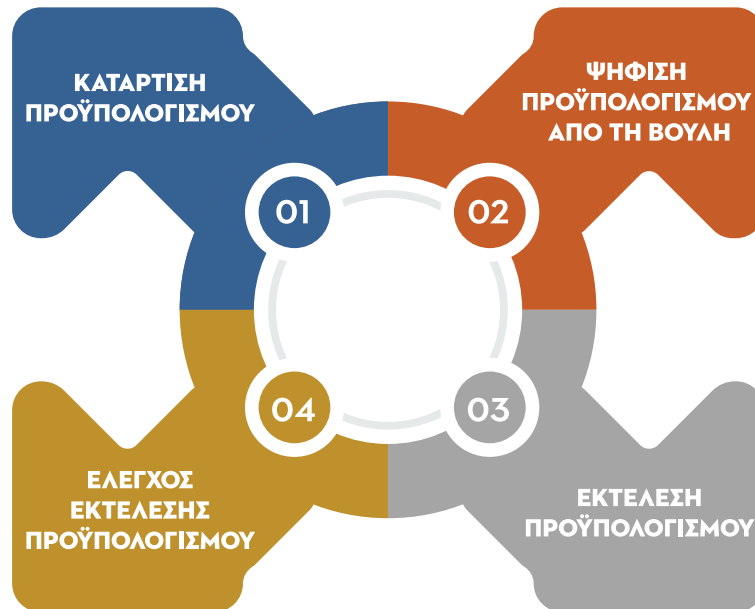 ΚΑΤΑΡΤΙΣΗ
ΠΡΟΫΠΟΛΟΓΙΣΜΟΥ
01
ΨΗΦΙΣΗ
ΠΡΟΫΠΟΛΟΓΙΣΜΟΥ
ΑΠΟ ΤΗ ΒΟΥΛΗ
02
03
ΕΚΤΕΛΕΣΗ
ΠΡΟΫΠΟΛΟΓΙΣΜΟΥ
04
ΕΛΕΓΧΟΣ
ΕΚΤΕΛΕΣΗΣ
ΠΡΟΫΠΟΛΟΓΙΣΜΟΥ